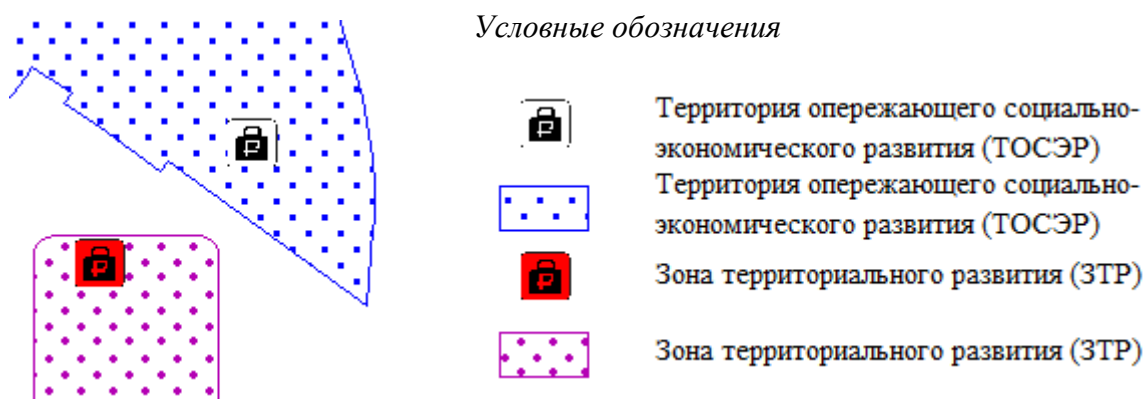 Условные обозначения
Территория опережающего социально-
экономического развития (ТОСЭР)
Территория опережающего социально-
экономического развития (ТОСЭР)
Зона территориального развития (ЗТР)
Зона территориального развития (ЗТР)